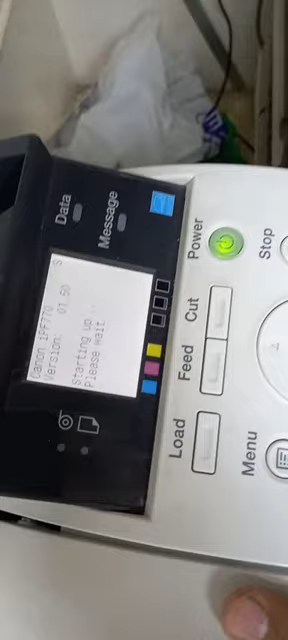 Data
Message
Canon iPF770
Version: 01.50
Starting up ..
Please wait
Power
Stop
Cut
Feed
Load
Menu